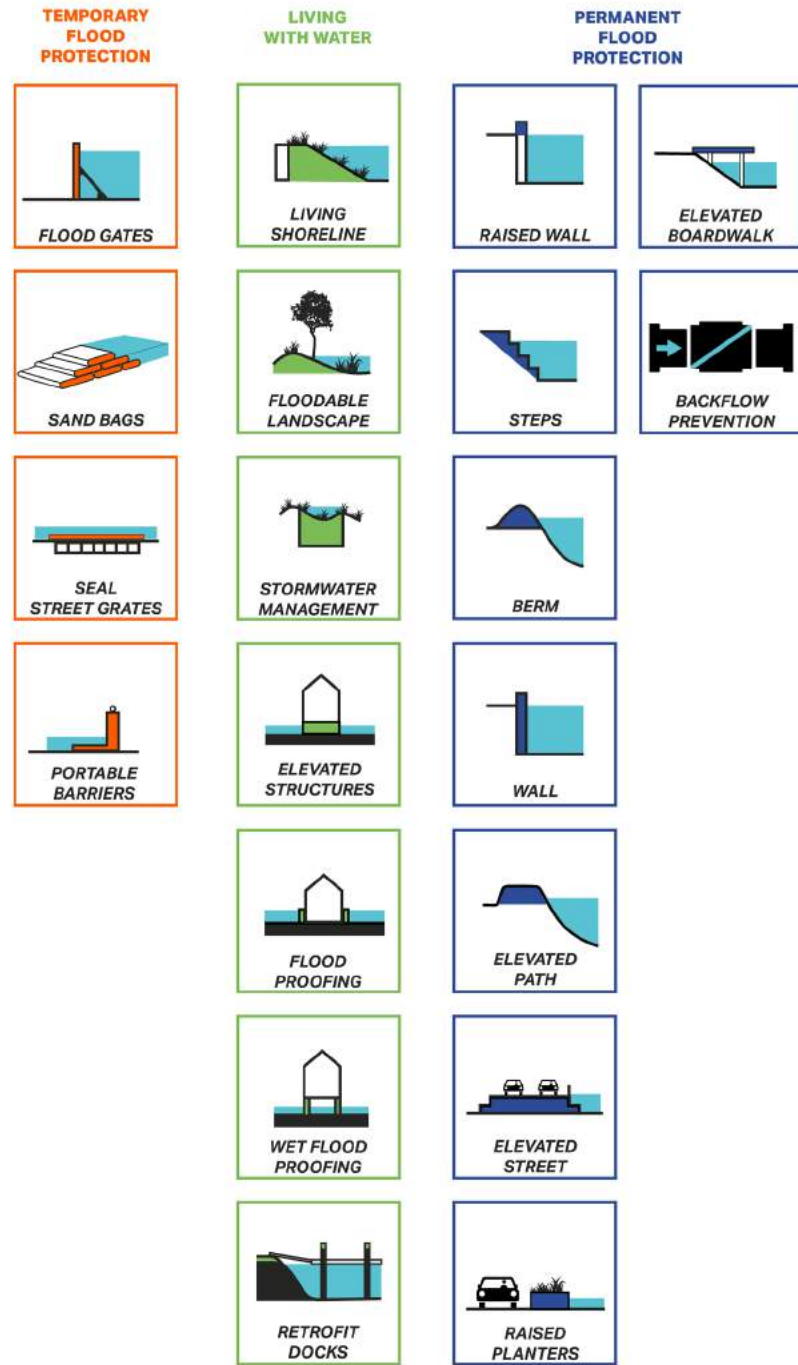 TEMPORARY
FLOOD
PROTECTION
FLOOD GATES
SAND BAGS
SEAL
STREET GRATES
PORTABLE
BARRIERS
LIVING
WITH WATER
LIVING
SHORELINE
FLOODABLE
LANDSCAPE
STORMWATER
MANAGEMENT
ELEVATED
STRUCTURES
FLOOD
PROOFING
WET FLOOD
PROOFING
RETROFIT
DOCKS
PERMANENT
FLOOD
PROTECTION
RAISED WALL
STEPS
BERM
WALL
ELEVATED
PATH
ELEVATED
STREET
RAISED
PLANTERS
ELEVATED
BOARDWALK
BACKFLOW
PREVENTION